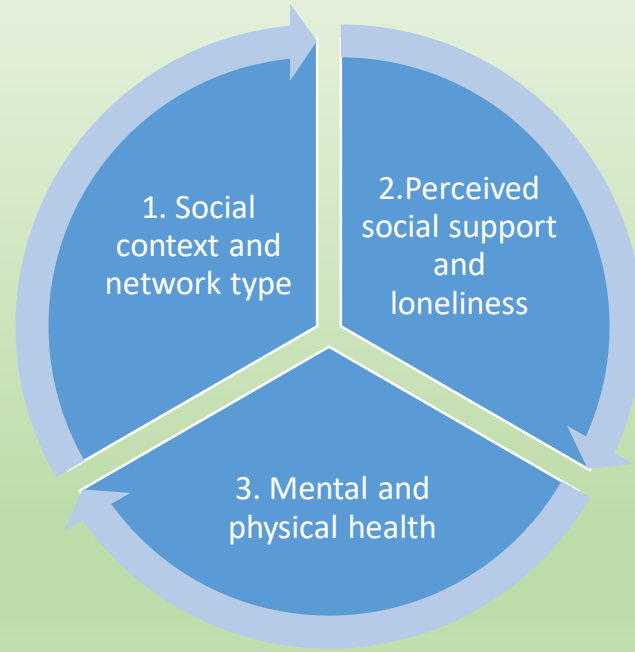 1. Social
context and
network type
2.Perceived
social support
and
loneliness
3. Mental and
physical health